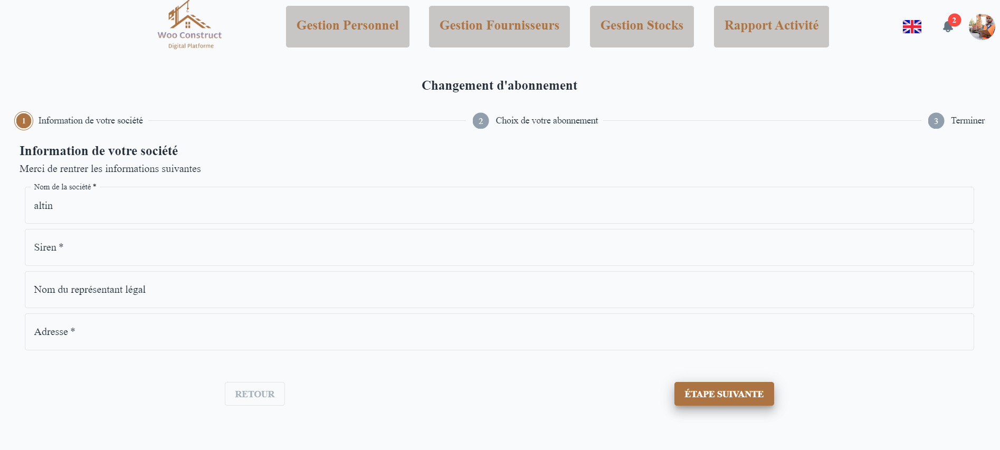 Woo Construct
Digital Platforme
Gestion Personnel
Gestion Fournisseurs
Gestion Stocks
Rapport Activité
2
Changement d'abonnement
1 Information de votre société
2 Choix de votre abonnement
3 Terminer
Information de votre société
Merci de rentrer les informations suivantes
Nom de la société *
altin
Siren *
Nom du représentant légal
Adresse *
RETOUR
ÉTAPE SUIVANTE